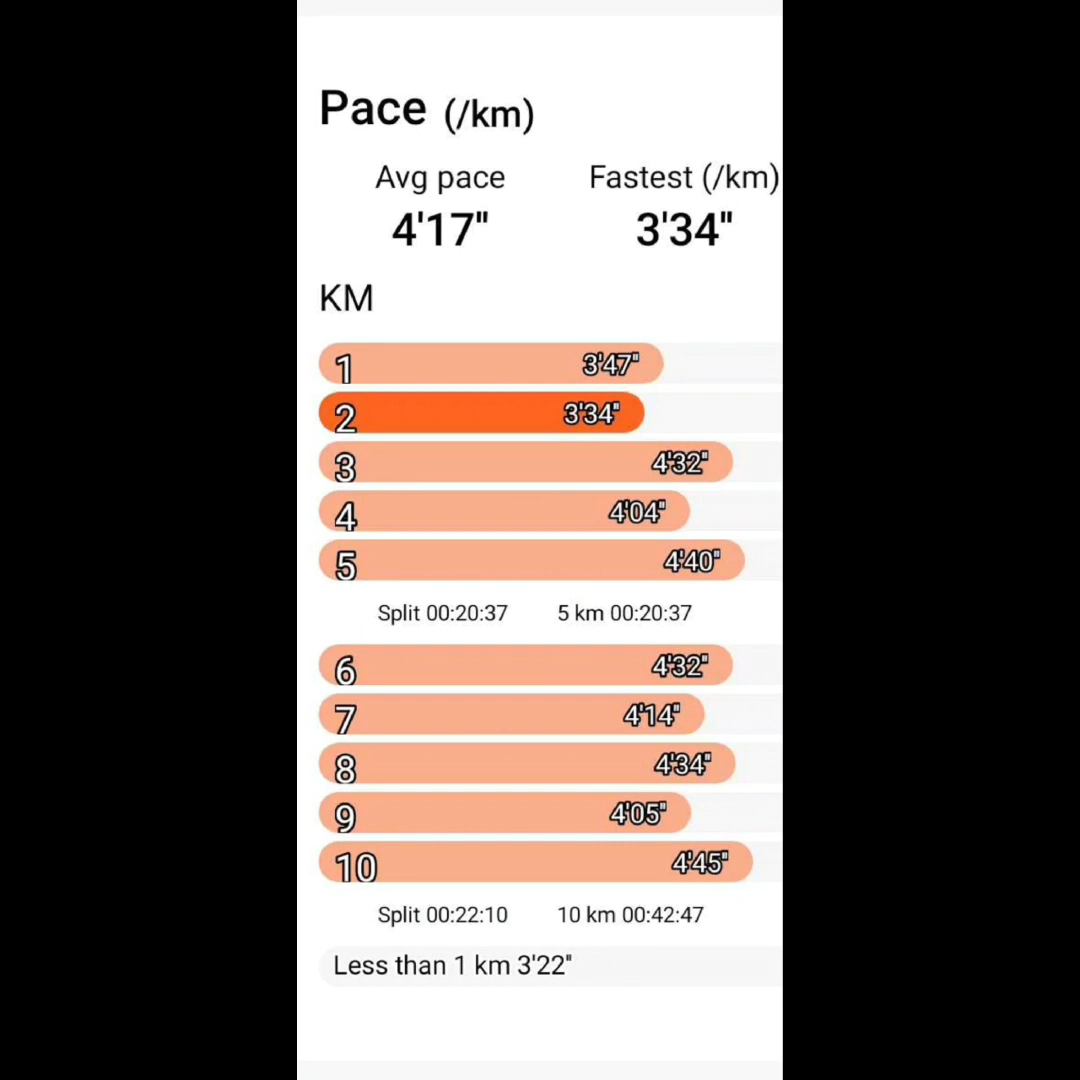 Pace (/km)
Avg pace Fastest (/km)
4'17" 3'34"
KM
1 3'47"
2 3'34"
3 4'32"
4 4'04"
5 4'40"
Split 00:20:37 5 km 00:20:37
6 4'32"
7 4'14"
8 4'34"
9 4'05"
10 4'45"
Split 00:22:10 10 km 00:42:47
Less than 1 km 3'22"